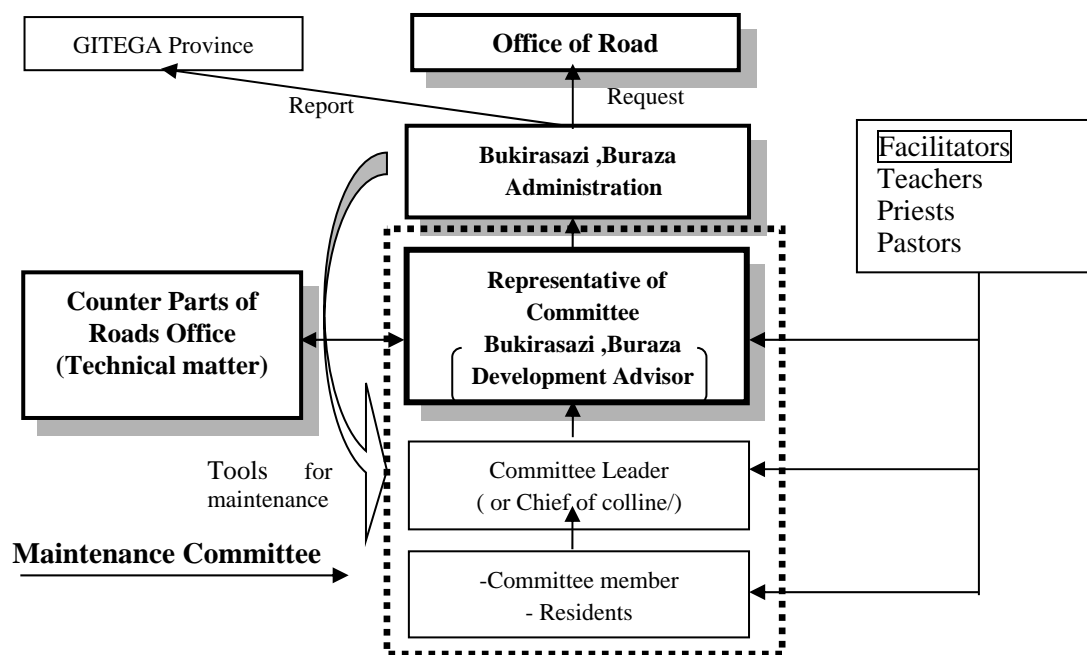 GITEGA Province
Office of Road
Report
Request
Bukirasazi ,Buraza
Administration
Facilitators
Teachers
Priests
Pastors
Counter Parts of
Roads Office
(Technical matter)
Representative of
Committee
Bukirasazi ,Buraza
Development Advisor
Tools for
maintenance
Committee Leader
( or Chief of colline/)
Maintenance Committee
-Committee member
- Residents